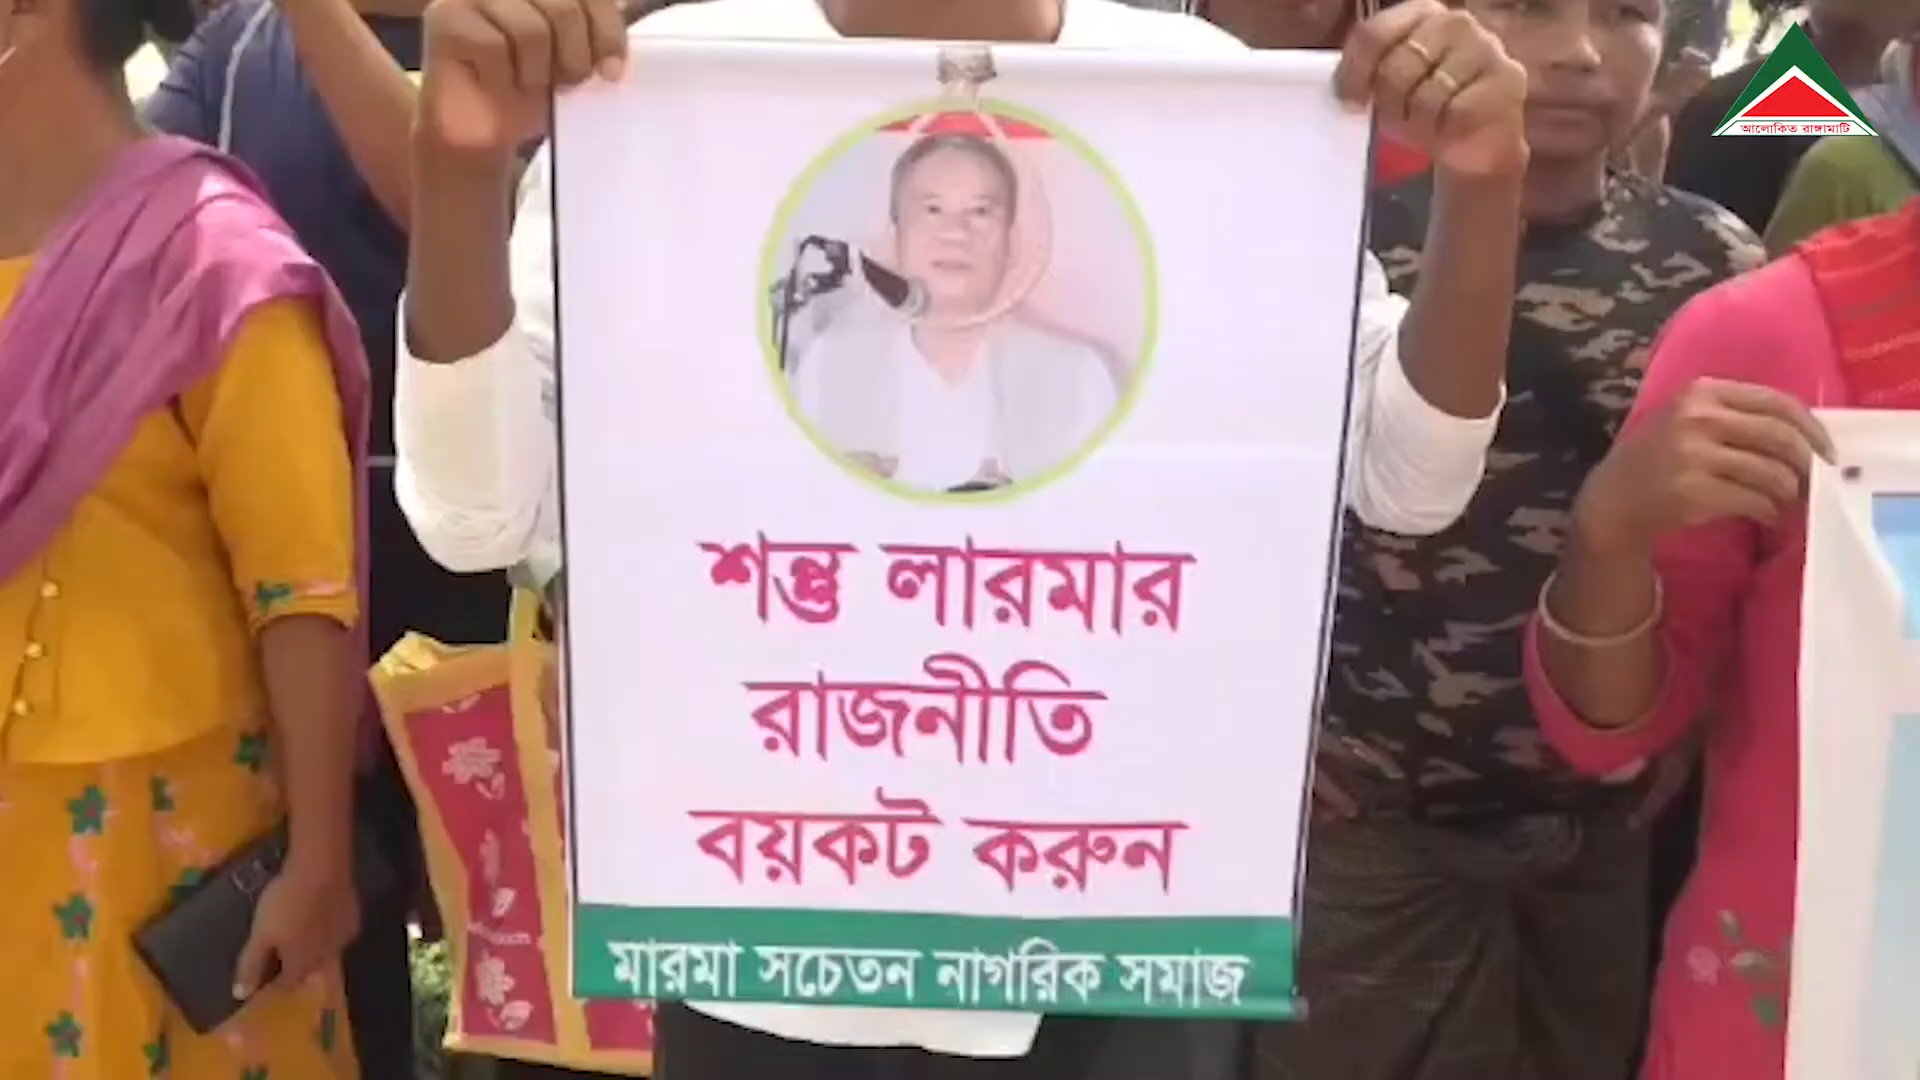 আলোকিত রাঙ্গামাটি
শন্তু লারমার
রাজনীতি
বয়কট করুন
মারমা সচেতন নাগরিক সমাজ